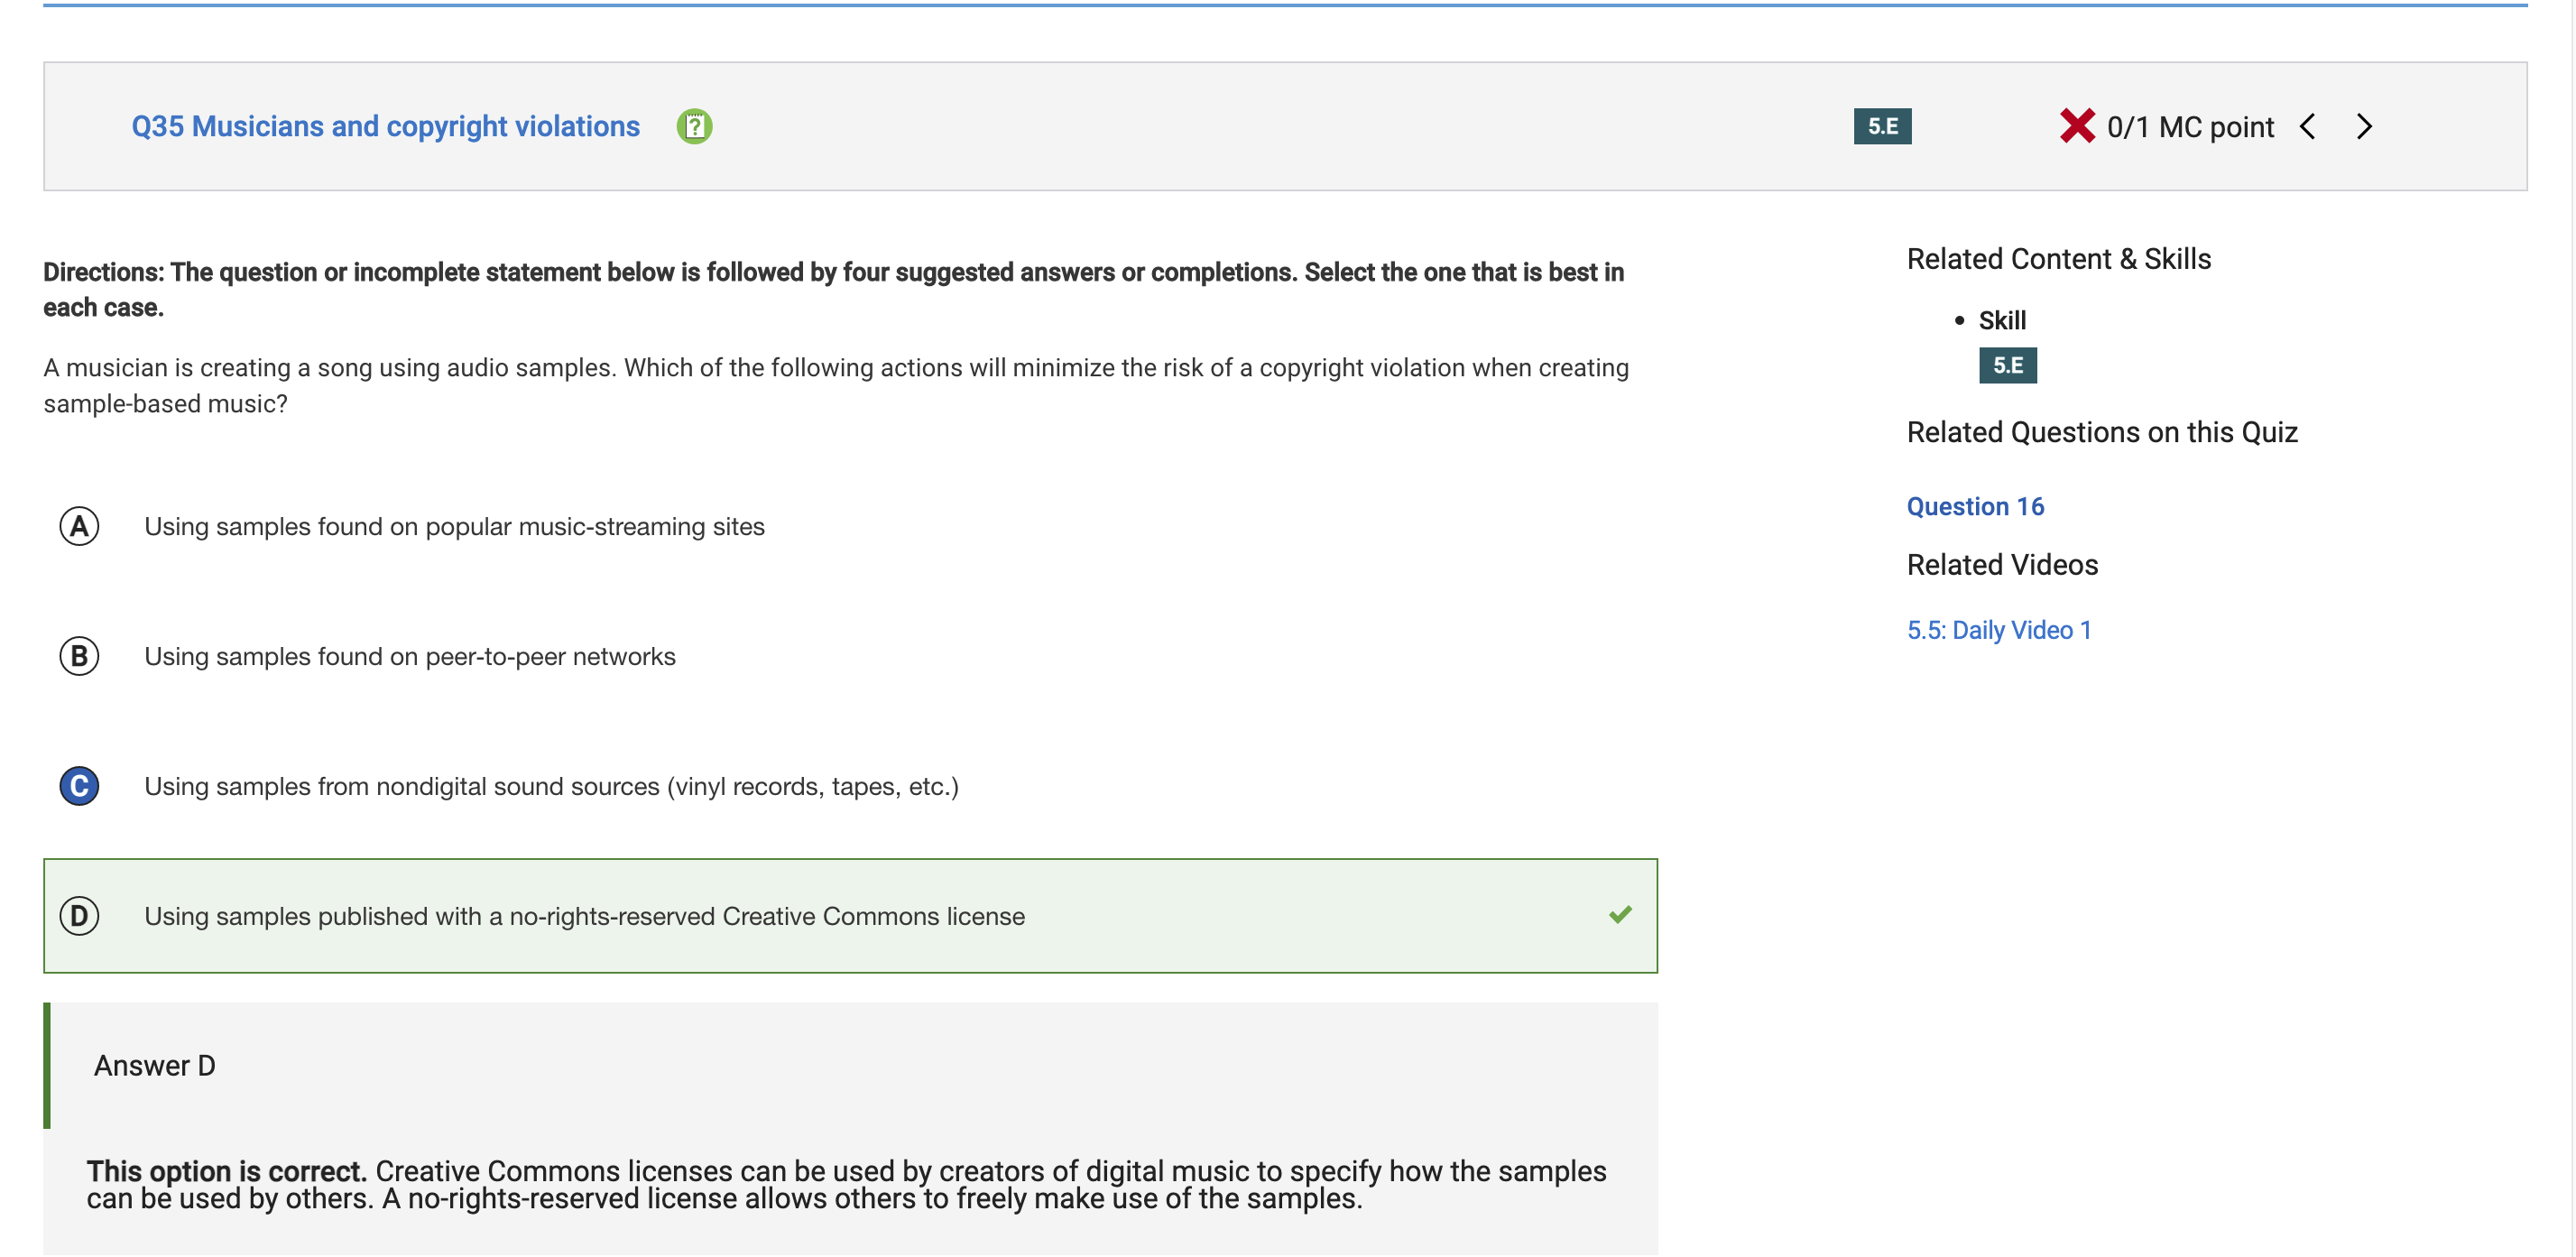 Q35 Musicians and copyright violations
5.E
0/1 MC point
Directions: The question or incomplete statement below is followed by four suggested answers or completions. Select the one that is best in
each case.
A musician is creating a song using audio samples. Which of the following actions will minimize the risk of a copyright violation when creating
sample-based music?
A Using samples found on popular music-streaming sites
B Using samples found on peer-to-peer networks
C Using samples from nondigital sound sources (vinyl records, tapes, etc.)
D Using samples published with a no-rights-reserved Creative Commons license
Answer D
This option is correct. Creative Commons licenses can be used by creators of digital music to specify how the samples
can be used by others. A no-rights-reserved license allows others to freely make use of the samples.
Related Content & Skills
• Skill
5.E
Related Questions on this Quiz
Question 16
Related Videos
5.5: Daily Video 1